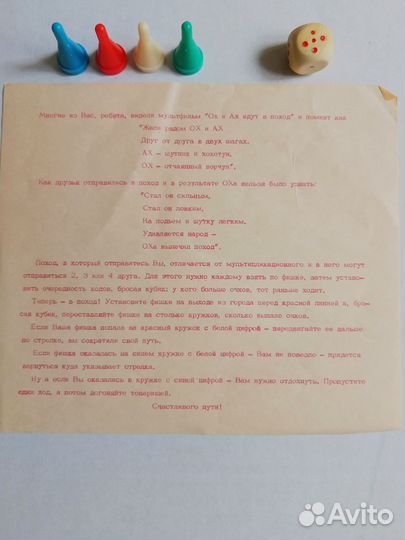 Многие из Вас, ребята, видели мультфильм "Ох и Ах идут в поход" и помнят как
"Жили рядом ОХ и АХ
Друг от друга в двух шагах.
АХ - шутник и хохотун,
ОХ - отчаянный ворчун".
Как друзья отправились в поход и в результате ОХа нельзя было узнать:
"Стал он сильным,
Стал он ловким,
На подъем и шутку легким.
Удивляется народ -
ОХа вылечил поход".
Поход, в который отправитесь Вы, отличается от мультипликационного и в него могут
отправиться 2, 3 или 4 друга. Для этого нужно каждому взять по фишке, затем устано-
вить очередность ходов, бросая кубик: у кого больше очков, тот раньше ходит.
Теперь - в поход! Установите фишки на выходе из города перед красной линией и, бро-
сая кубик, переставляйте на столько кружков, сколько выпало очков.
Если Ваша фишка попала на красный кружок с белой цифрой - передвигайте ее дальше
по стрелке, вы сократили свой путь.
Если фишка оказалась на синем кружке с белой цифрой - Вам не повезло - придется
вернуться куда указывает стрелка.
Ну а если Вы оказались в кружке с синей цифрой - Вам нужно отдохнуть. Пропустите
один ход, а потом догоняйте товарищей.
Счастливого пути!
Avito